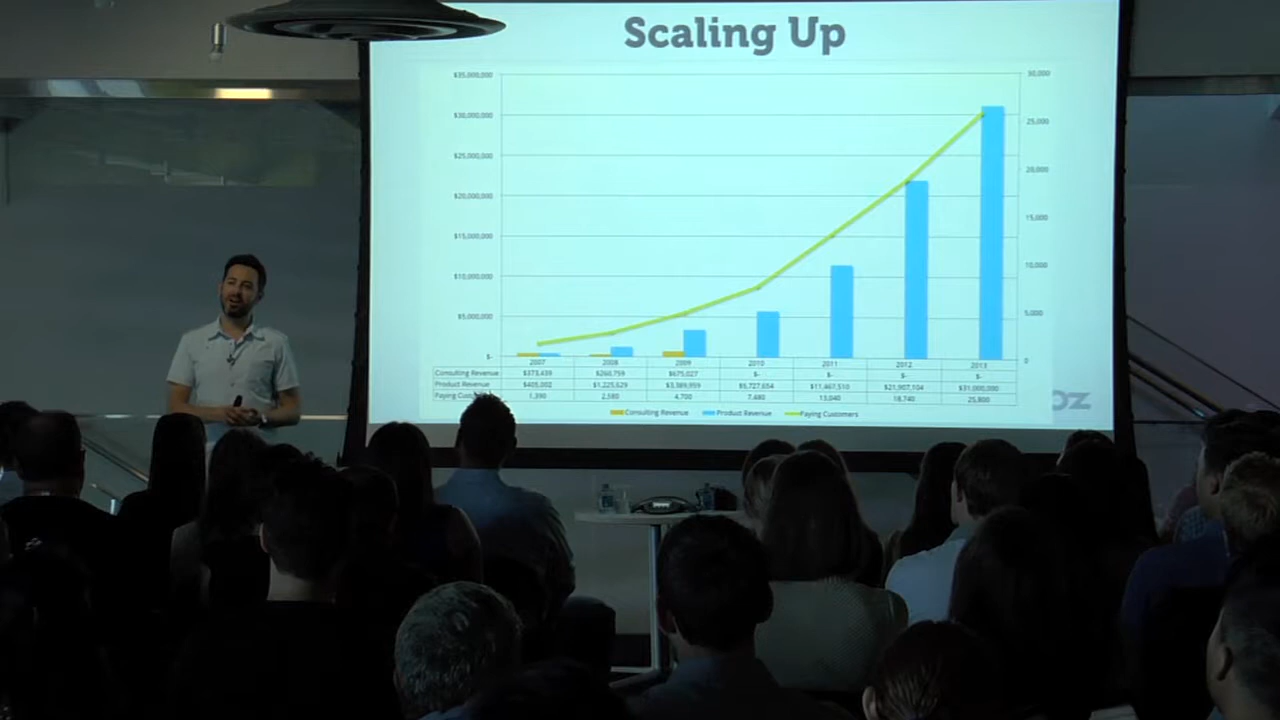 Scaling Up
$35,000,000
$30,000,000
$25,000,000
$20,000,000
$15,000,000
$10,000,000
$5,000,000
$-
30,000
25,000
20,000
15,000
10,000
5,000
0
2007 2008 2009 2010 2011 2012 2013
Consulting Revenue $373,439 $260,759 $675,027 $- $- $- $-
Product Revenue $405,002 $1,225,629 $3,389,959 $5,727,654 $11,467,510 $21,907,104 $31,000,000
Paying 1,390 2,580 4,700 7,480 13,040 18,740 25,800
Consulting Revenue Product Revenue Paying Customers
oz